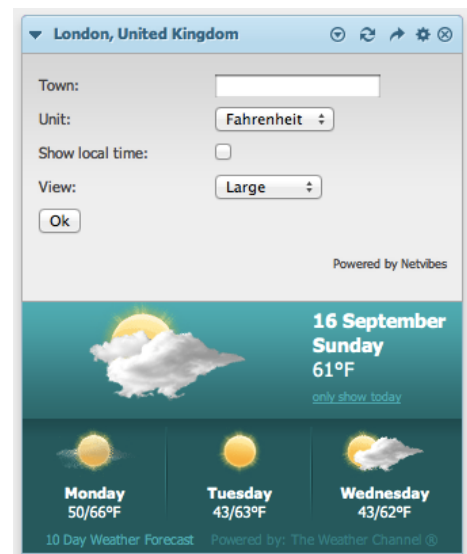 London, United Kingdom
Town:
Unit: Fahrenheit
Show local time:
View: Large
Ok
Powered by Netvibes
16 September
Sunday
61°F
only show today
Monday Tuesday Wednesday
50/66°F 43/63°F 43/62°F
10 Day Weather Forecast Powered by: The Weather Channel ®